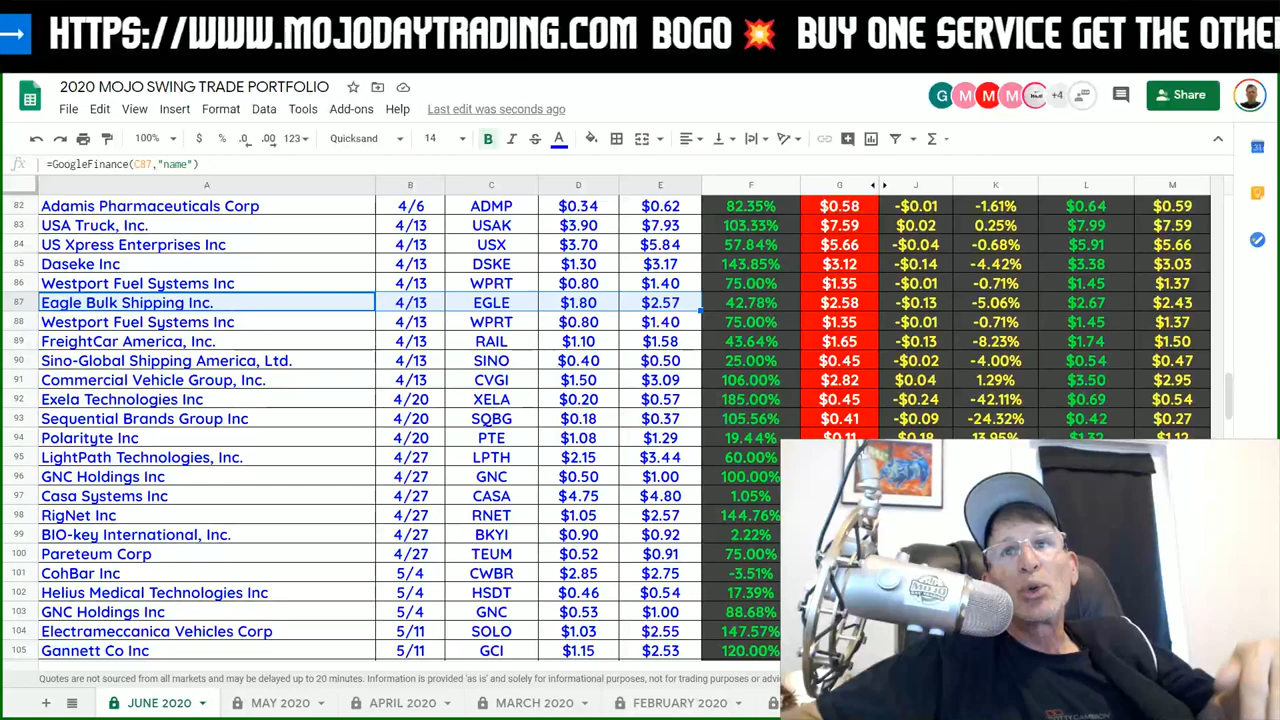 HTTPS://WWW.MOJODAYTRADING.COM BOGO 💥 BUY ONE SERVICE GET THE OTHE
2020 MOJO SWING TRADE PORTFOLIO
G M M M +4 Share
File Edit View Insert Format Data Tools Add-ons Help Last edit was seconds ago
100% $ % .0 .00 123 Quicksand 14 B I S A
fx =GoogleFinance(C87,"name")
A B C D E F G J K L M
82 Adamis Pharmaceuticals Corp 4/6 ADMP $0.34 $0.62 82.35% $0.58 -$0.01 -1.61% $0.64 $0.59
83 USA Truck, Inc. 4/13 USAK $3.90 $7.93 103.33% $7.59 $0.02 0.25% $7.99 $7.59
84 US Xpress Enterprises Inc 4/13 USX $3.70 $5.84 57.84% $5.66 -$0.04 -0.68% $5.91 $5.66
85 Daseke Inc 4/13 DSKE $1.30 $3.17 143.85% $3.12 -$0.14 -4.42% $3.38 $3.03
86 Westport Fuel Systems Inc 4/13 WPRT $0.80 $1.40 75.00% $1.35 -$0.01 -0.71% $1.45 $1.37
87 Eagle Bulk Shipping Inc. 4/13 EGLE $1.80 $2.57 42.78% $2.58 -$0.13 -5.06% $2.67 $2.43
88 Westport Fuel Systems Inc 4/13 WPRT $0.80 $1.40 75.00% $1.35 -$0.01 -0.71% $1.45 $1.37
89 FreightCar America, Inc. 4/13 RAIL $1.10 $1.58 43.64% $1.65 -$0.13 -8.23% $1.74 $1.50
90 Sino-Global Shipping America, Ltd. 4/13 SINO $0.40 $0.50 25.00% $0.45 -$0.02 -4.00% $0.54 $0.47
91 Commercial Vehicle Group, Inc. 4/13 CVGI $1.50 $3.09 106.00% $2.82 $0.04 1.29% $3.50 $2.95
92 Exela Technologies Inc 4/20 XELA $0.20 $0.57 185.00% $0.45 -$0.24 -42.11% $0.69 $0.54
93 Sequential Brands Group Inc 4/20 SQBG $0.18 $0.37 105.56% $0.41 -$0.09 -24.32% $0.42 $0.27
94 Polarityte Inc 4/20 PTE $1.08 $1.29 19.44% $0.11 $0.18 13.95% $1.32 $1.12
95 LightPath Technologies, Inc. 4/27 LPTH $2.15 $3.44 60.00%
96 GNC Holdings Inc 4/27 GNC $0.50 $1.00 100.00%
97 Casa Systems Inc 4/27 CASA $4.75 $4.80 1.05%
98 RigNet Inc 4/27 RNET $1.05 $2.57 144.76%
99 BIO-key International, Inc. 4/27 BKYI $0.90 $0.92 2.22%
100 Pareteum Corp 4/27 TEUM $0.52 $0.91 75.00%
101 CohBar Inc 5/4 CWBR $2.85 $2.75 -3.51%
102 Helius Medical Technologies Inc 5/4 HSDT $0.46 $0.54 17.39%
103 GNC Holdings Inc 5/4 GNC $0.53 $1.00 88.68%
104 Electrameccanica Vehicles Corp 5/11 SOLO $1.03 $2.55 147.57%
105 Gannett Co Inc 5/11 GCI $1.15 $2.53 120.00%
Quotes are not sourced from all markets and may be delayed up to 20 minutes. Information is provided 'as is' and solely for informational purposes, not for trading purposes or advi
JUNE 2020 MAY 2020 APRIL 2020 MARCH 2020 FEBRUARY 2020
MOJO